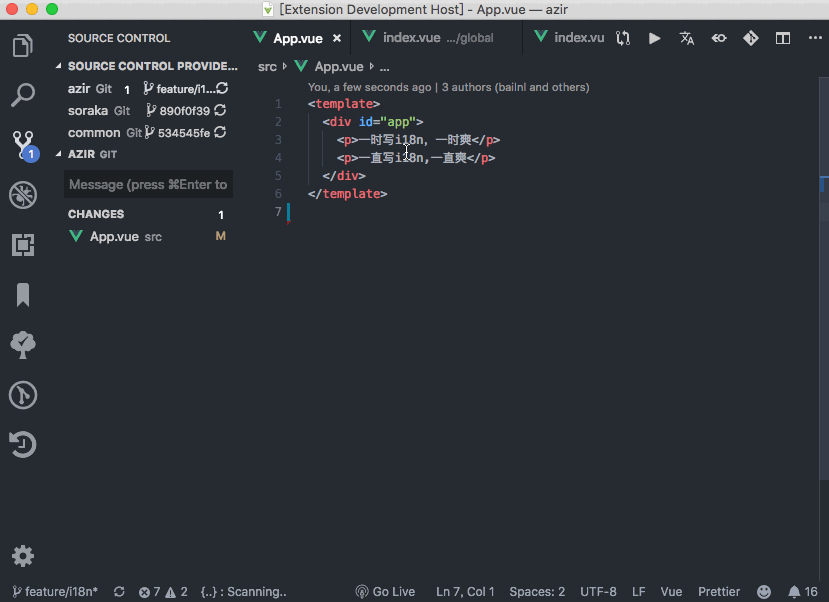 [Extension Development Host] - App.vue — azir
SOURCE CONTROL
App.vue ×
index.vue .../global
index.vu
SOURCE CONTROL PROVIDE...
src App.vue ...
azir Git 1 feature/i1...
soraka Git 890f0f39
common Git 534545fe
AZIR GIT
Message (press ⌘Enter to
CHANGES 1
App.vue src M
You, a few seconds ago | 3 authors (bailnl and others)
1 <template>
2 <div id="app">
3 <p>一时写i18n, 一时爽</p>
4 <p>一直写i18n,一直爽</p>
5 </div>
6 </template>
7
1
feature/i18n* 7 2 {..} : Scanning.. Go Live Ln 7, Col 1 Spaces: 2 UTF-8 LF Vue Prettier 16